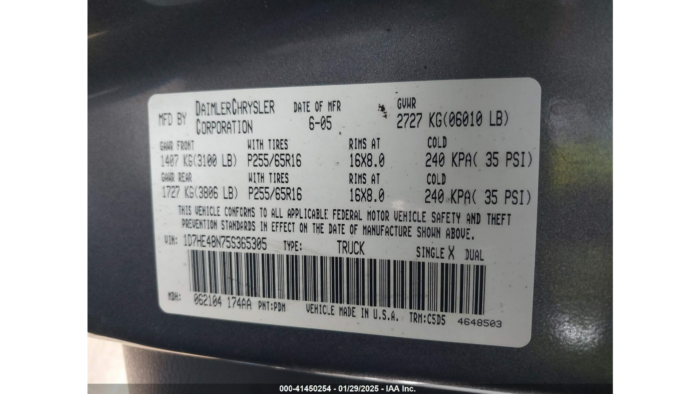 MFD BY DAIMLERCHRYSLER CORPORATION DATE OF MFR 6-05 GVWR 2727 KG(06010 LB)
GAWR FRONT WITH TIRES RIMS AT COLD
1407 KG(3100 LB) P255/65R16 16X8.0 240 KPA( 35 PSI)
GAWR REAR WITH TIRES RIMS AT COLD
1727 KG(3806 LB) P255/65R16 16X8.0 240 KPA( 35 PSI)
THIS VEHICLE CONFORMS TO ALL APPLICABLE FEDERAL MOTOR VEHICLE SAFETY AND THEFT
PREVENTION STANDARDS IN EFFECT ON THE DATE OF MANUFACTURE SHOWN ABOVE.
VIN: 1D7HE48N75S365305 TYPE: TRUCK SINGLE X DUAL
MDH: 062104 174AA PNT:PDM VEHICLE MADE IN U.S.A. TRM:C5D5 4648503
000-41450254 - 01/29/2025 - IAA Inc.